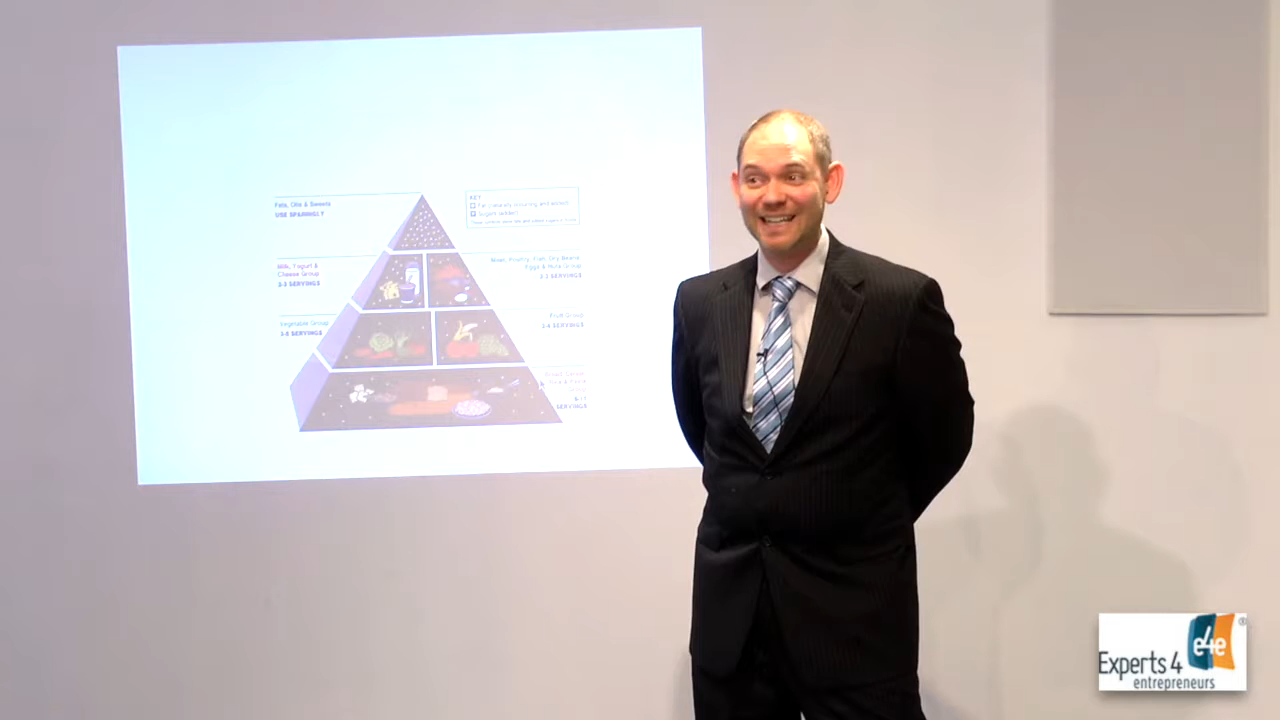 Fats, Oils & Sweets
USE SPARINGLY
KEY
Milk, Yogurt &
Cheese Group
2-3 SERVINGS
Meat, Poultry, Fish, Dry Beans,
Eggs & Nuts Group
2-3 SERVINGS
Vegetable Group
3-5 SERVINGS
Fruit Group
2-4 SERVINGS
Group
6-11
SERVINGS
e4e
®
Experts 4
entrepreneurs